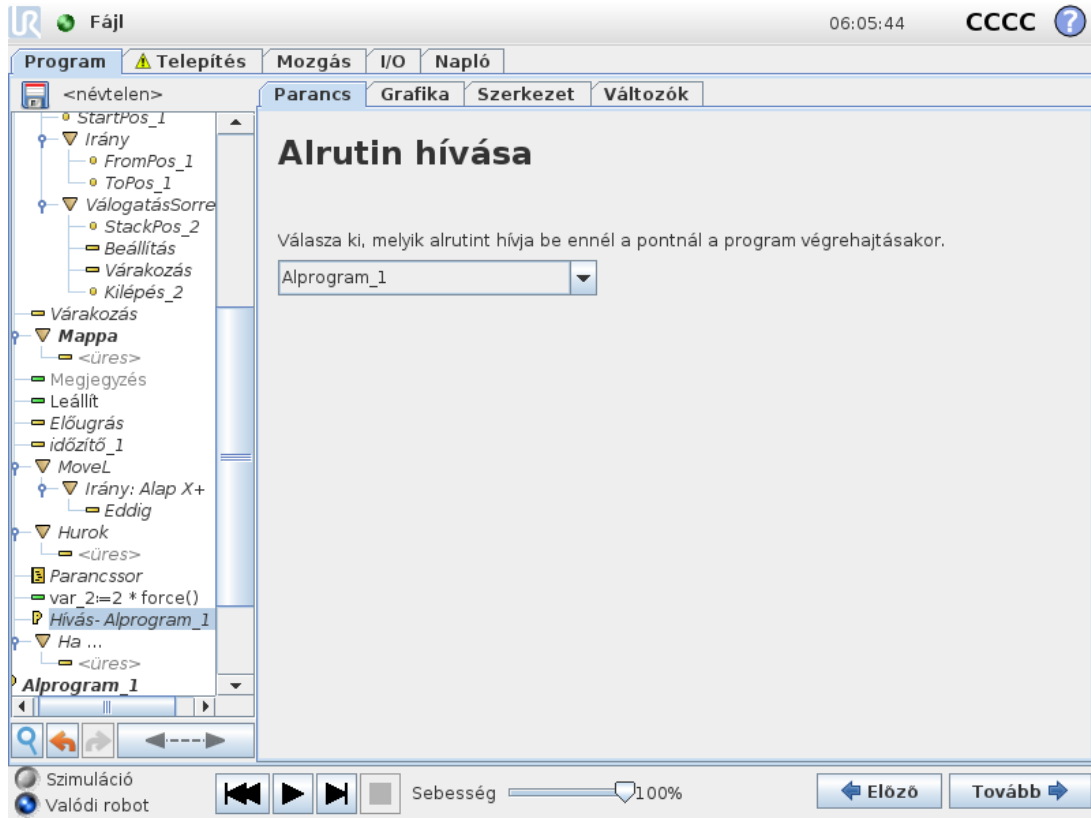 UR Fájl 06:05:44 CCCC ?
Program Telepítés Mozgás I/O Napló
<névtelen>
Parancs Grafika Szerkezet Változók
StartPos_1
Irány
FromPos_1
ToPos_1
VálogatásSorre
StackPos_2
Beállítás
Várakozás
Kilépés_2
Várakozás
Mappa
<üres>
Megjegyzés
Leállít
Előugrás
időzítő_1
MoveL
Irány: Alap X+
Eddig
Hurok
<üres>
Parancssor
var_2:=2 * force()
Hívás- Alprogram_1
Ha ...
<üres>
Alprogram_1
Alrutin hívása
Válasza ki, melyik alrutint hívja be ennél a pontnál a program végrehajtásakor.
Alprogram_1
Szimuláció
Valódi robot
Sebesség 100%
Előző Tovább